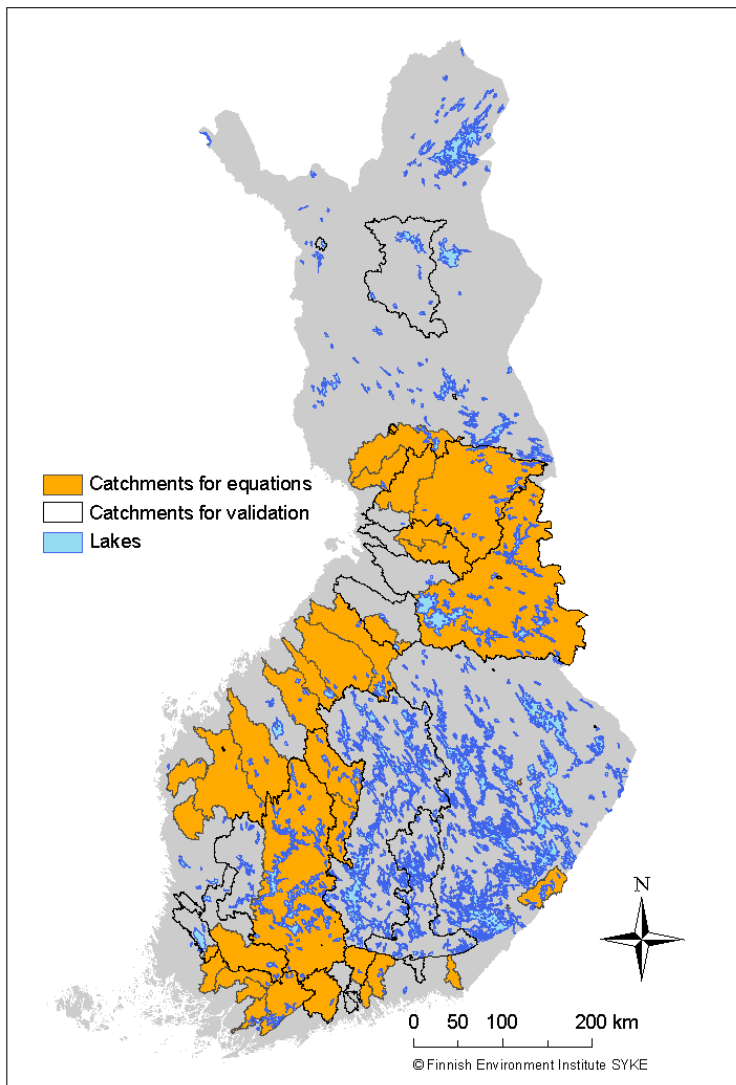 Catchments for equations
Catchments for validation
Lakes
N
0 50 100 200 km
© Finnish Environment Institute SYKE